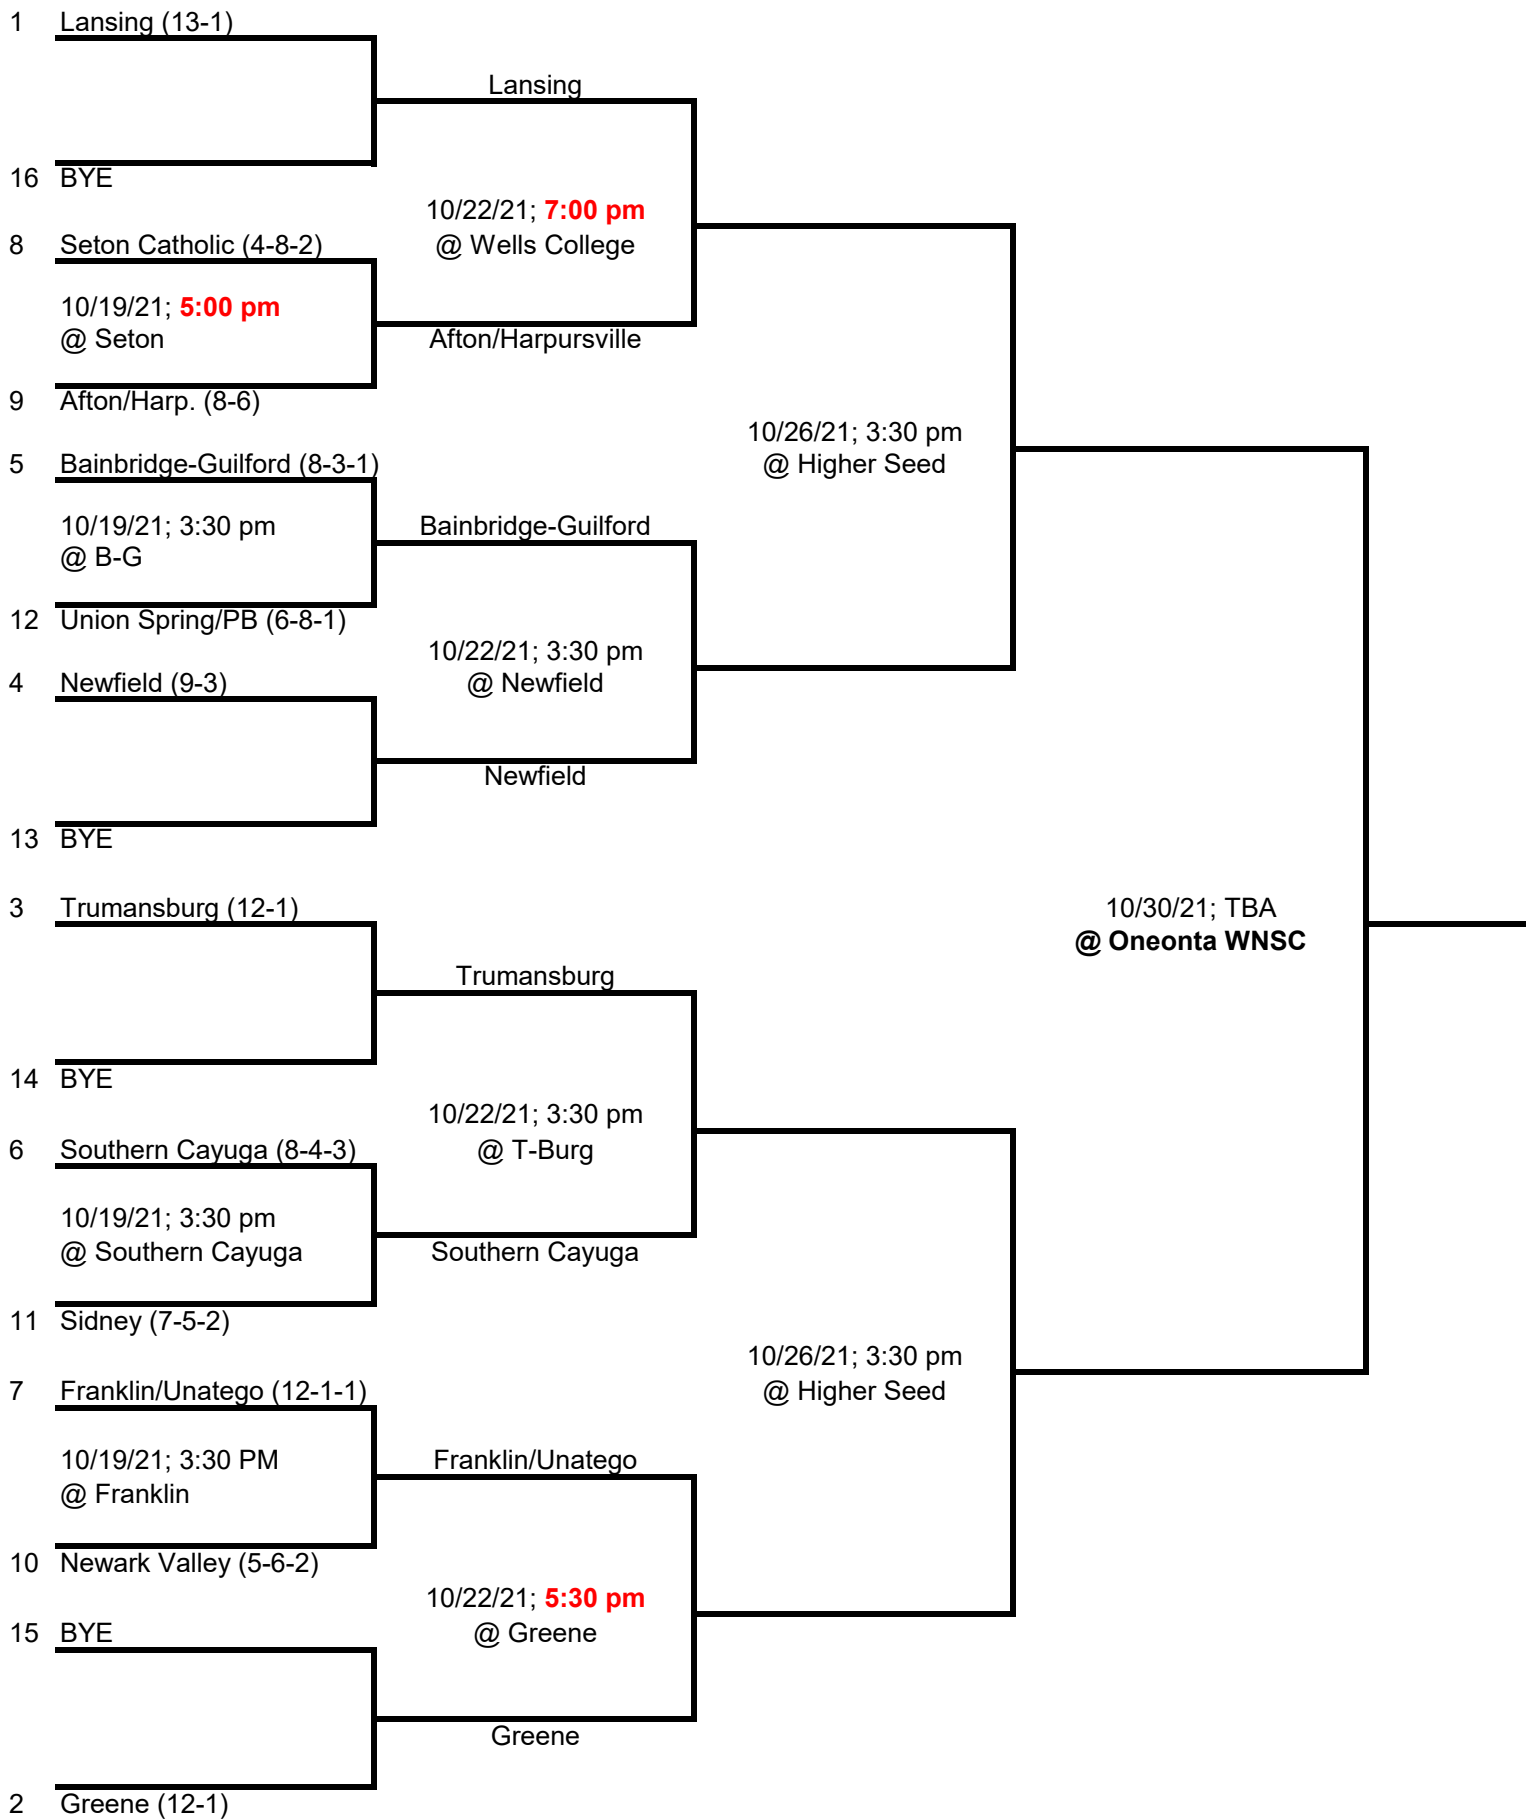 1 Lansing (13-1)
Lansing
16 BYE
10/22/21; 7:00 pm
@ Wells College
8 Seton Catholic (4-8-2)
10/19/21; 5:00 pm
@ Seton
Afton/Harpursville
9 Afton/Harp. (8-6)
10/26/21; 3:30 pm
@ Higher Seed
5 Bainbridge-Guilford (8-3-1)
10/19/21; 3:30 pm
@ B-G
Bainbridge-Guilford
12 Union Spring/PB (6-8-1)
10/22/21; 3:30 pm
@ Newfield
4 Newfield (9-3)
Newfield
13 BYE
3 Trumansburg (12-1)
10/30/21; TBA
@ Oneonta WNSC
Trumansburg
14 BYE
10/22/21; 3:30 pm
@ T-Burg
6 Southern Cayuga (8-4-3)
10/19/21; 3:30 pm
@ Southern Cayuga
Southern Cayuga
11 Sidney (7-5-2)
10/26/21; 3:30 pm
@ Higher Seed
7 Franklin/Unatego (12-1-1)
10/19/21; 3:30 PM
@ Franklin
Franklin/Unatego
10 Newark Valley (5-6-2)
10/22/21; 5:30 pm
@ Greene
15 BYE
Greene
2 Greene (12-1)